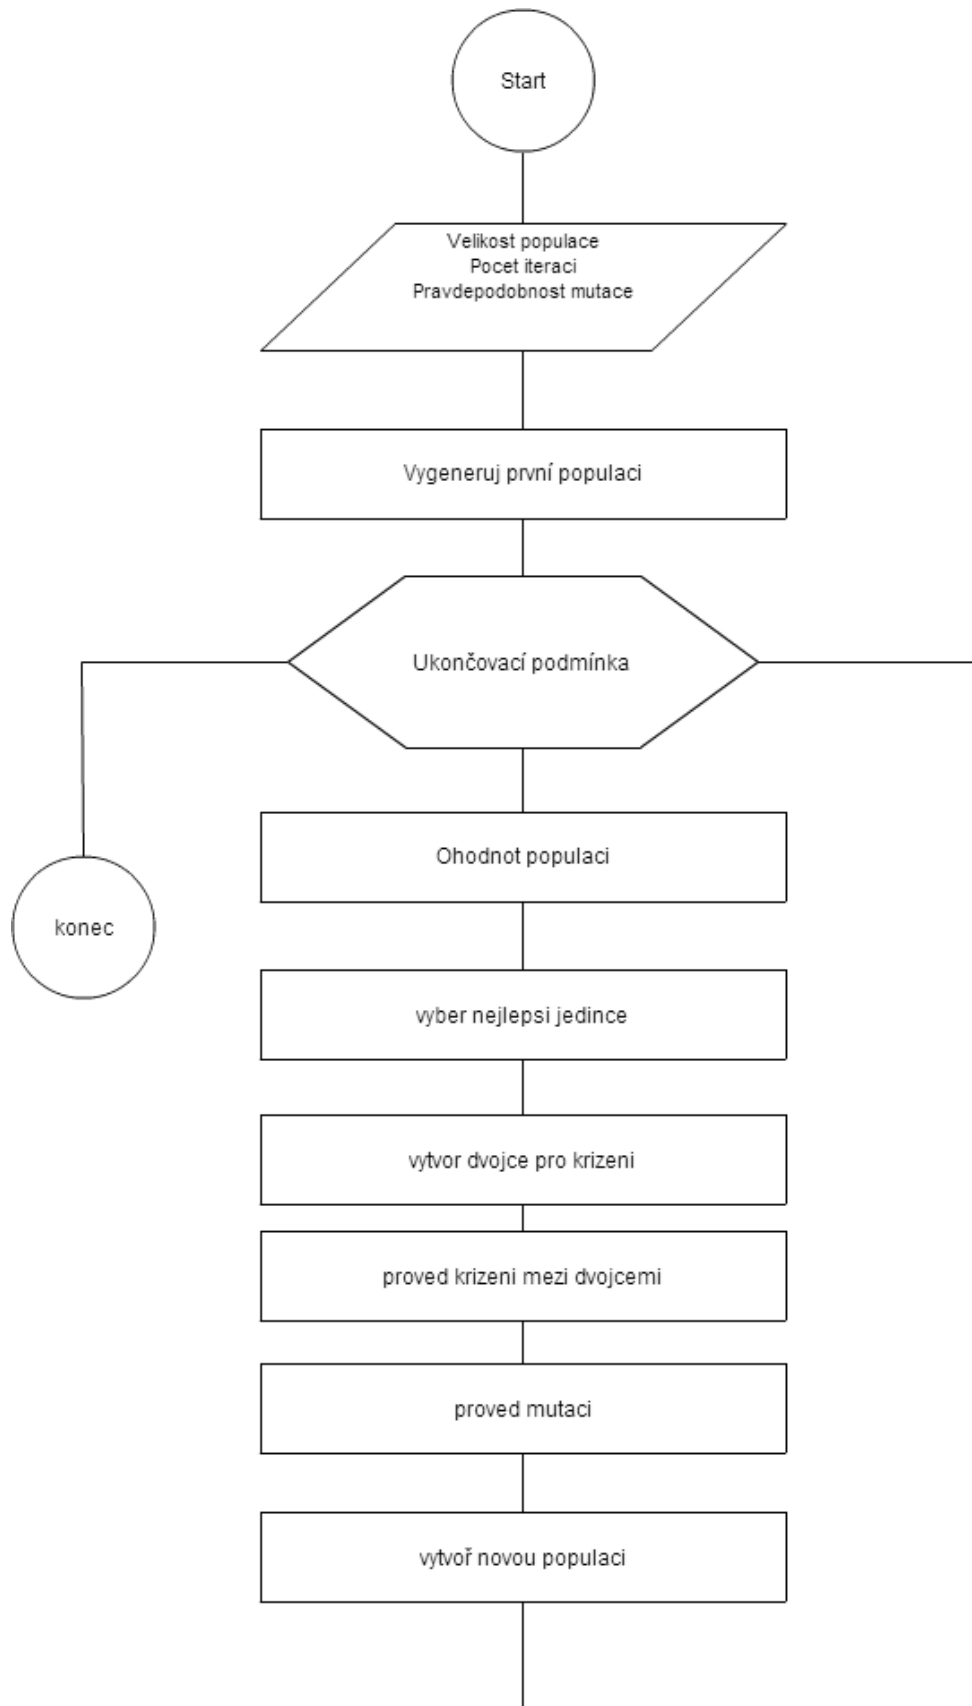 Start
Velikost populace
Pocet iteraci
Pravdepodobnost mutace
Vygeneruj první populaci
Ukončovací podmínka
Ohodnot populaci
konec
vyber nejlepsi jedince
vytvor dvojce pro krizeni
proved krizeni mezi dvojcemi
proved mutaci
vytvoř novou populaci